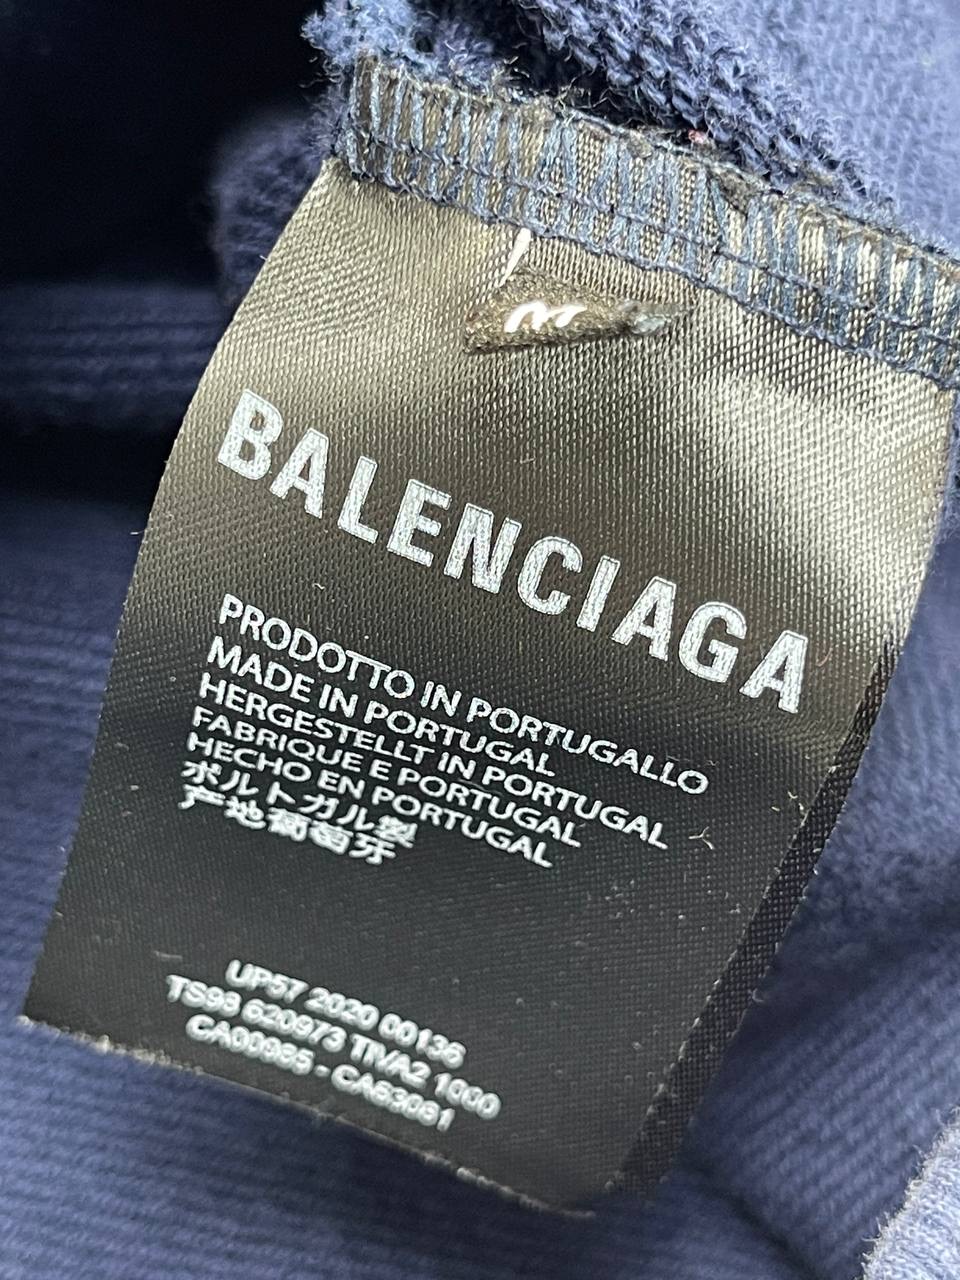 M
BALENCIAGA
PRODOTTO IN PORTUGALLO
MADE IN PORTUGAL
HERGESTELLT IN PORTUGAL
FABRIQUE E PORTUGAL
HECHO EN PORTUGAL
ポルトガル製
产地葡萄牙
UP57 2020 00136
TS98 620973 TIVA2 1000
CA00985 - CA53081